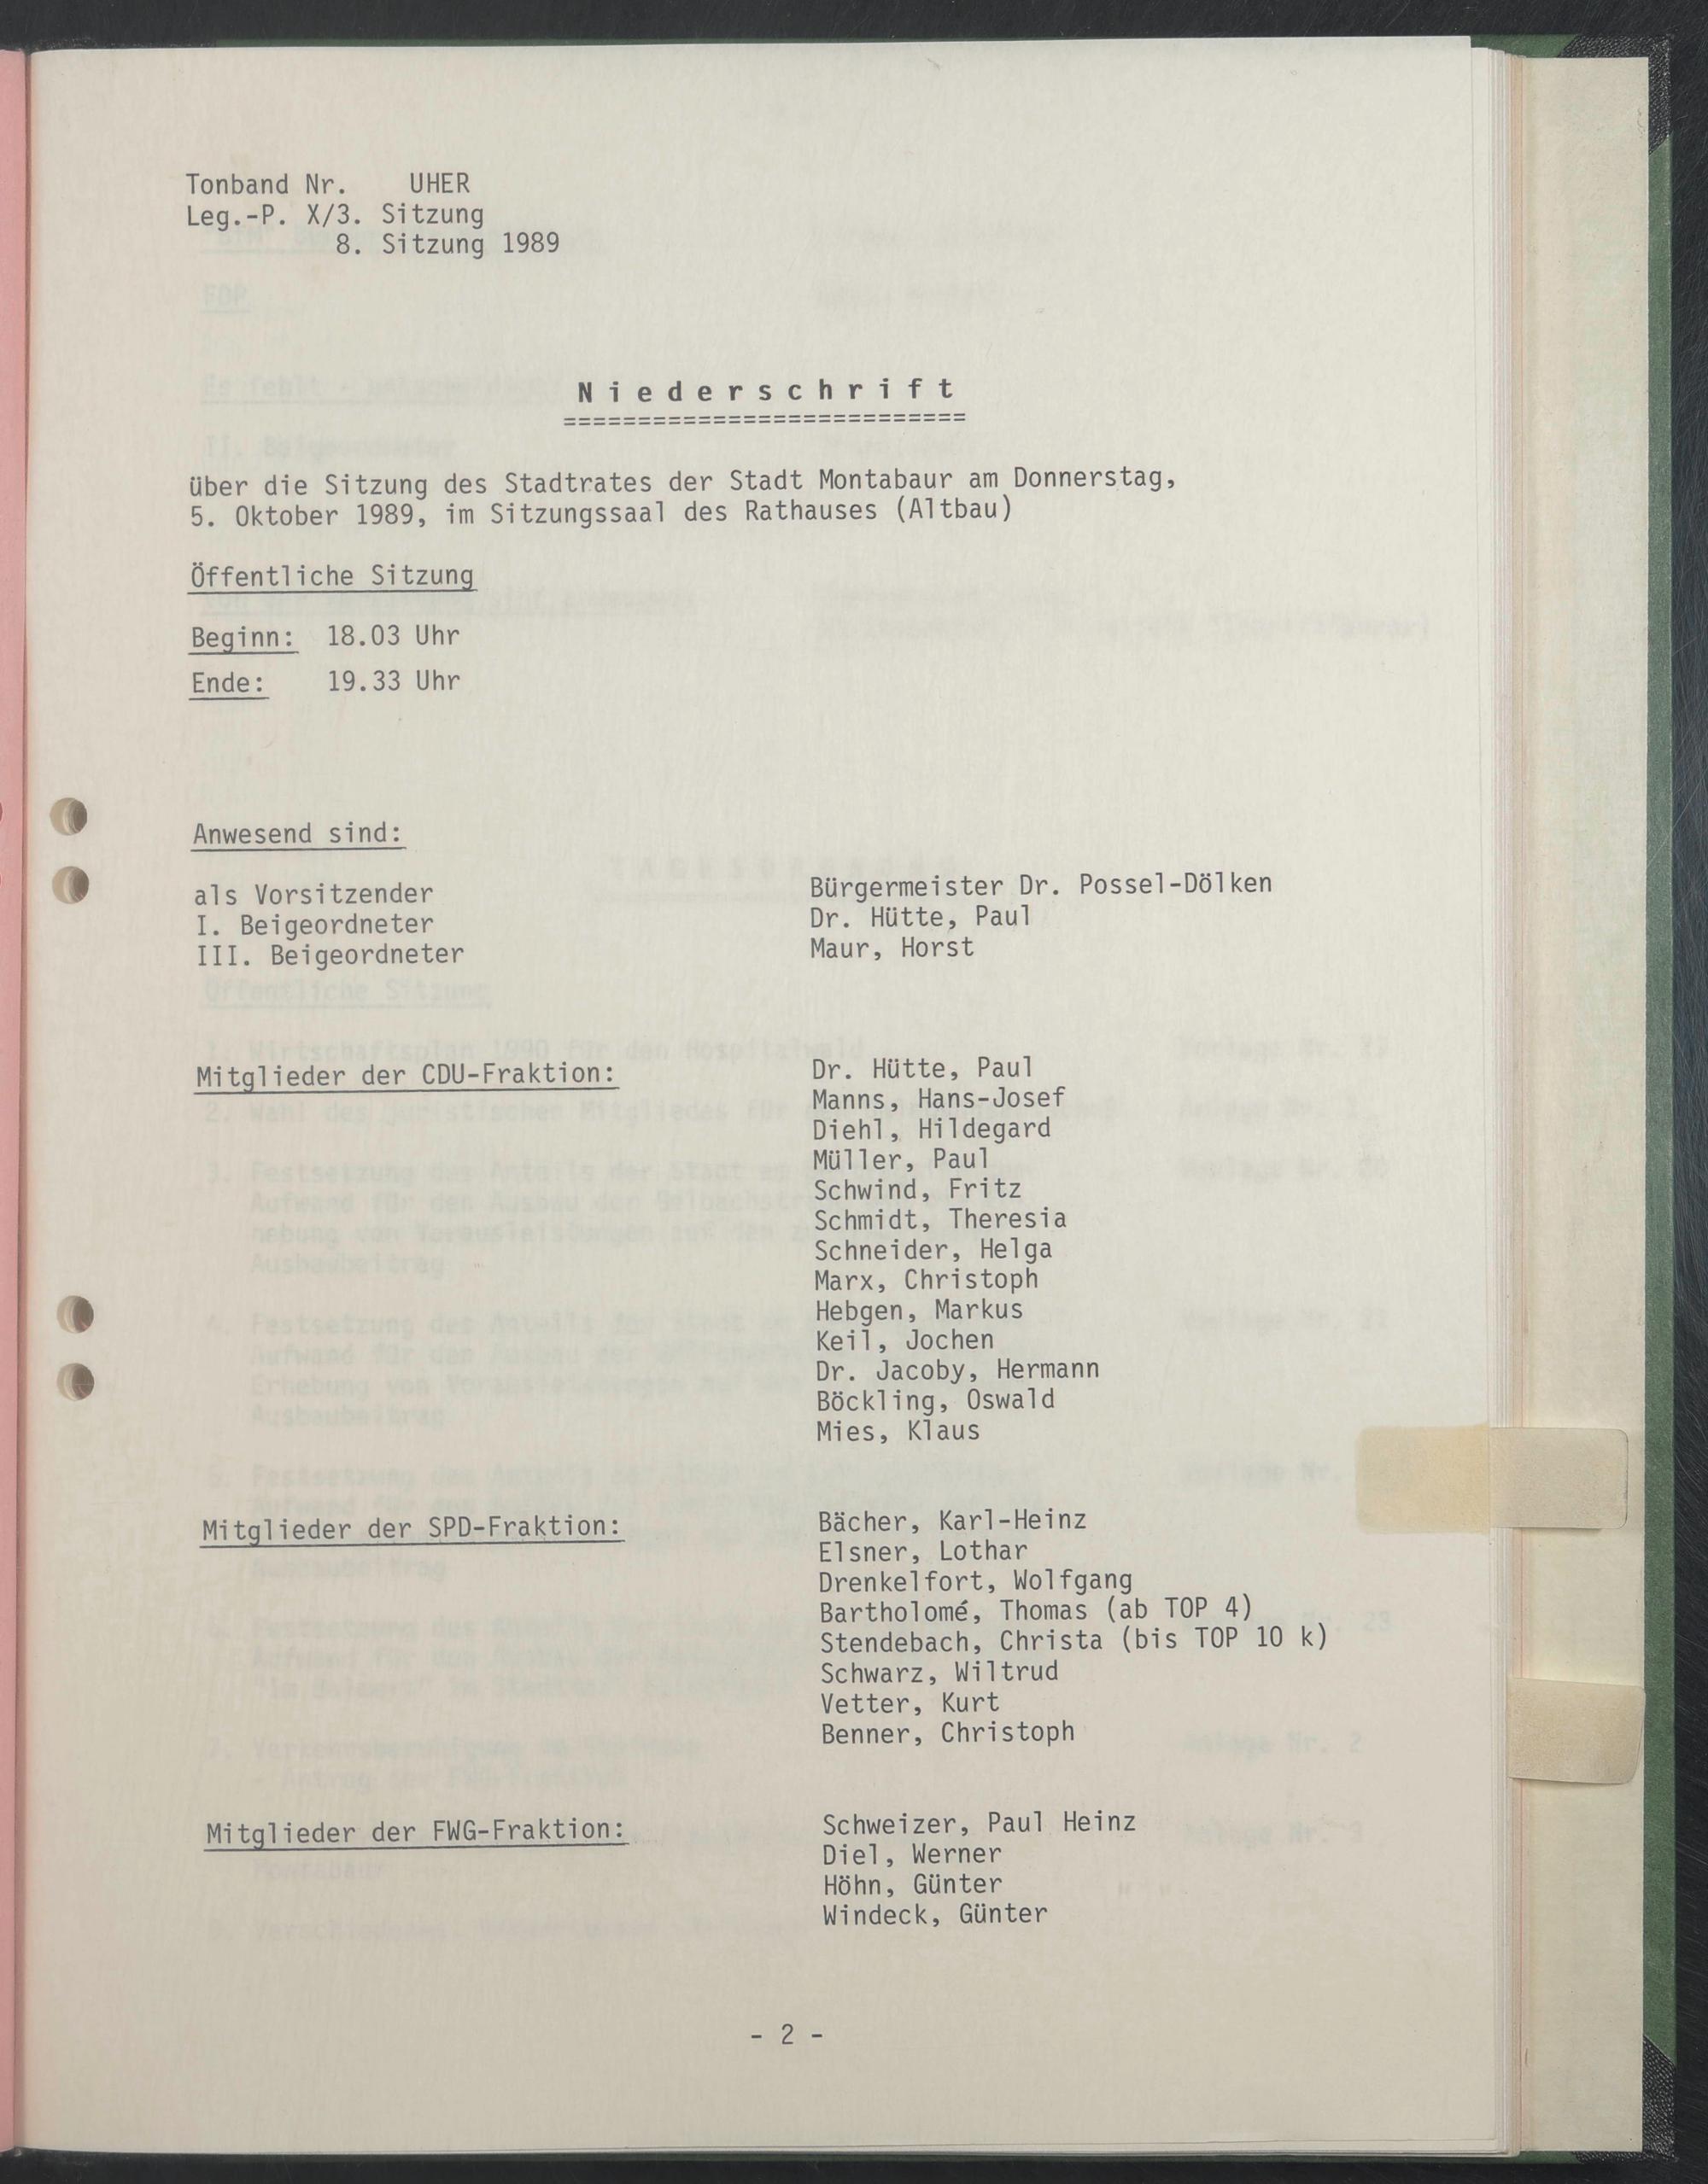 Tonband Nr. UHER
Leg.-P. X/3. Sitzung
8. Sitzung 1989
N i e d e r s c h r i f t
===========================
über die Sitzung des Stadtrates der Stadt Montabaur am Donnerstag,
5. Oktober 1989, im Sitzungssaal des Rathauses (Altbau)
Öffentliche Sitzung
Beginn: 18.03 Uhr
Ende: 19.33 Uhr
Anwesend sind:
als Vorsitzender Bürgermeister Dr. Possel-Dölken
I. Beigeordneter Dr. Hütte, Paul
III. Beigeordneter Maur, Horst
Mitglieder der CDU-Fraktion: Dr. Hütte, Paul
Manns, Hans-Josef
Diehl, Hildegard
Müller, Paul
Schwind, Fritz
Schmidt, Theresia
Schneider, Helga
Marx, Christoph
Hebgen, Markus
Keil, Jochen
Dr. Jacoby, Hermann
Böckling, Oswald
Mies, Klaus
Mitglieder der SPD-Fraktion: Bächer, Karl-Heinz
Elsner, Lothar
Drenkelfort, Wolfgang
Bartholomé, Thomas (ab TOP 4)
Stendebach, Christa (bis TOP 10 k)
Schwarz, Wiltrud
Vetter, Kurt
Benner, Christoph
Mitglieder der FWG-Fraktion: Schweizer, Paul Heinz
Diel, Werner
Höhn, Günter
Windeck, Günter
- 2 -